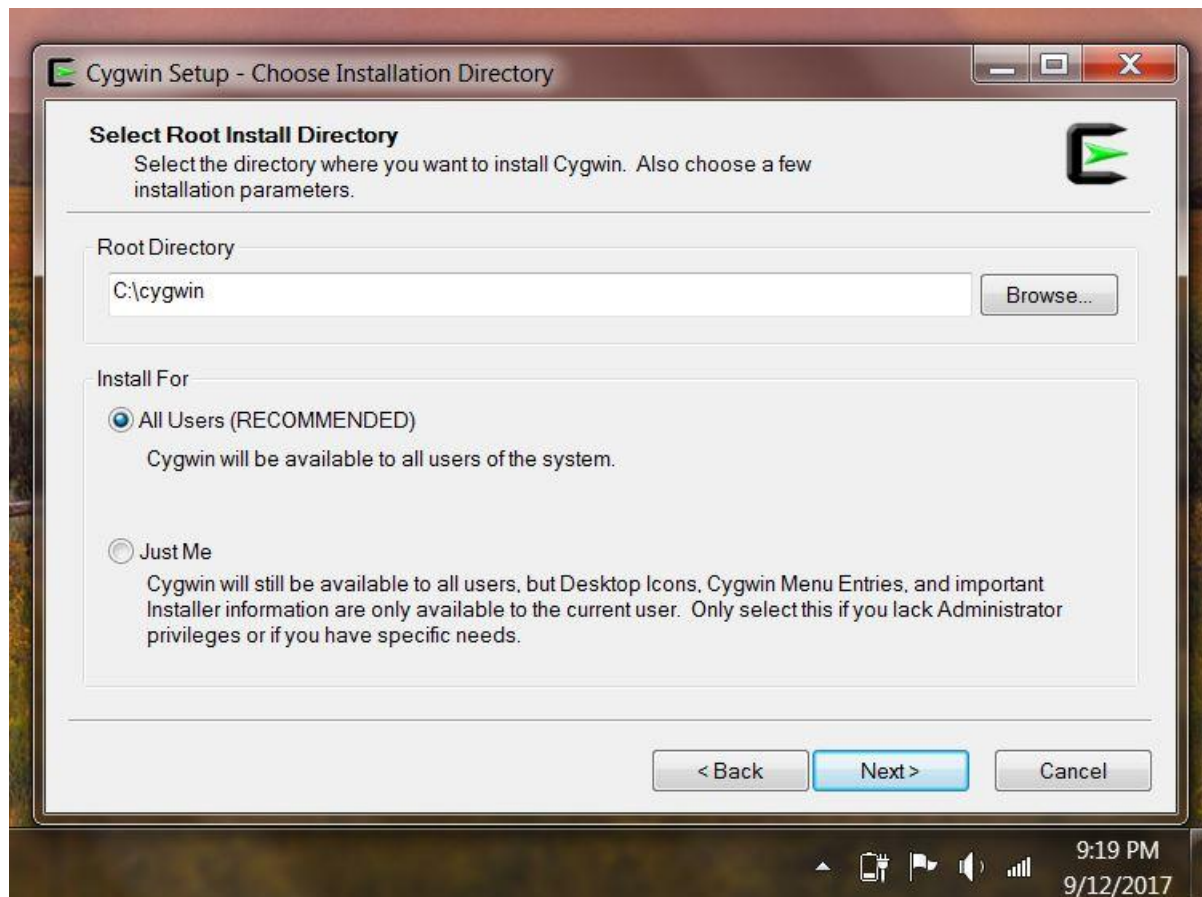 Cygwin Setup - Choose Installation Directory
Select Root Install Directory
Select the directory where you want to install Cygwin. Also choose a few
installation parameters.
Root Directory
C:\cygwin
Browse...
Install For
All Users (RECOMMENDED)
Cygwin will be available to all users of the system.
Just Me
Cygwin will still be available to all users, but Desktop Icons, Cygwin Menu Entries, and important
Installer information are only available to the current user. Only select this if you lack Administrator
privileges or if you have specific needs.
< Back
Next >
Cancel
9:19 PM
9/12/2017